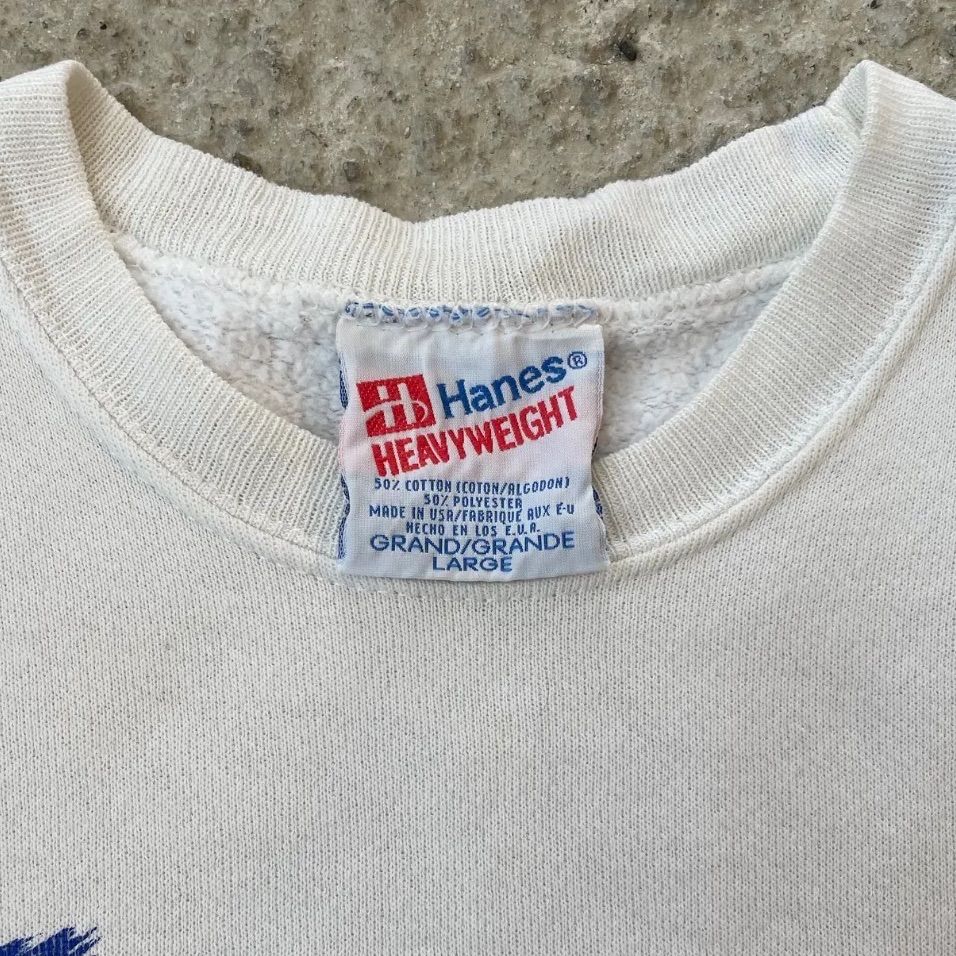 Hanes®
HEAVYWEIGHT
50% COTTON (COTON/ALGODON)
50% POLYESTER
MADE IN USA/FABRIQUE AUX É-U
HECHO EN LOS E.U.A.
GRAND/GRANDE
LARGE